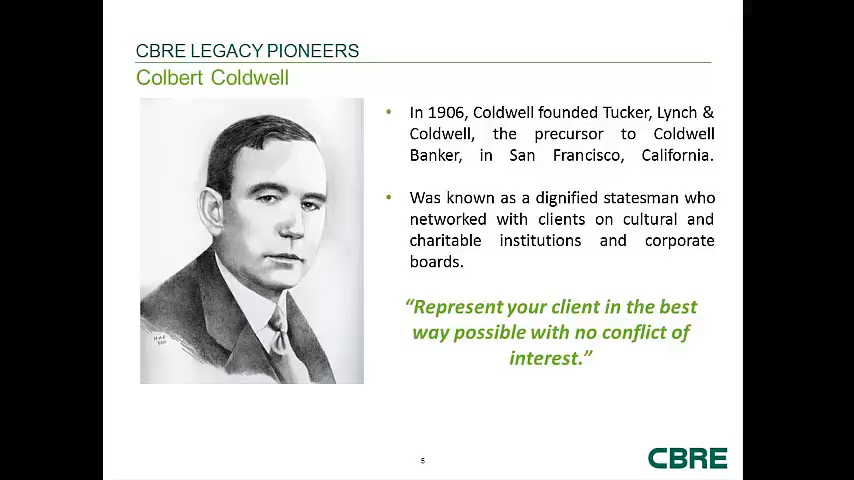 CBRE LEGACY PIONEERS
Colbert Coldwell
• In 1906, Coldwell founded Tucker, Lynch &
Coldwell, the precursor to Coldwell
Banker, in San Francisco, California.
• Was known as a dignified statesman who
networked with clients on cultural and
charitable institutions and corporate
boards.
“Represent your client in the best
way possible with no conflict of
interest.”
5
CBRE